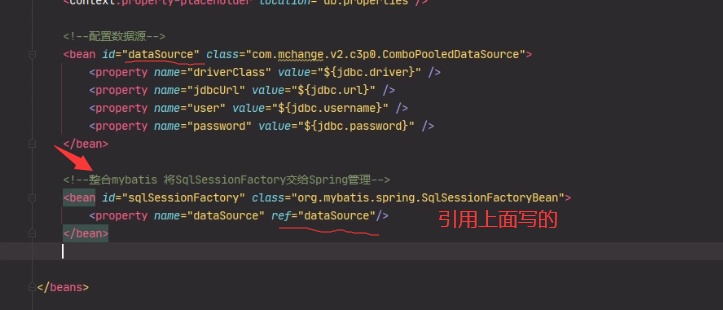 <context:property-placeholder location="db.properties"/>
<!--配置数据源-->
<bean id="dataSource" class="com.mchange.v2.c3p0.ComboPooledDataSource">
<property name="driverClass" value="${jdbc.driver}" />
<property name="jdbcUrl" value="${jdbc.url}" />
<property name="user" value="${jdbc.username}" />
<property name="password" value="${jdbc.password}" />
</bean>
<!--整合mybatis 将SqlSessionFactory交给Spring管理-->
<bean id="sqlSessionFactory" class="org.mybatis.spring.SqlSessionFactoryBean">
<property name="dataSource" ref="dataSource"/>
引用上面写的
</bean>
</beans>